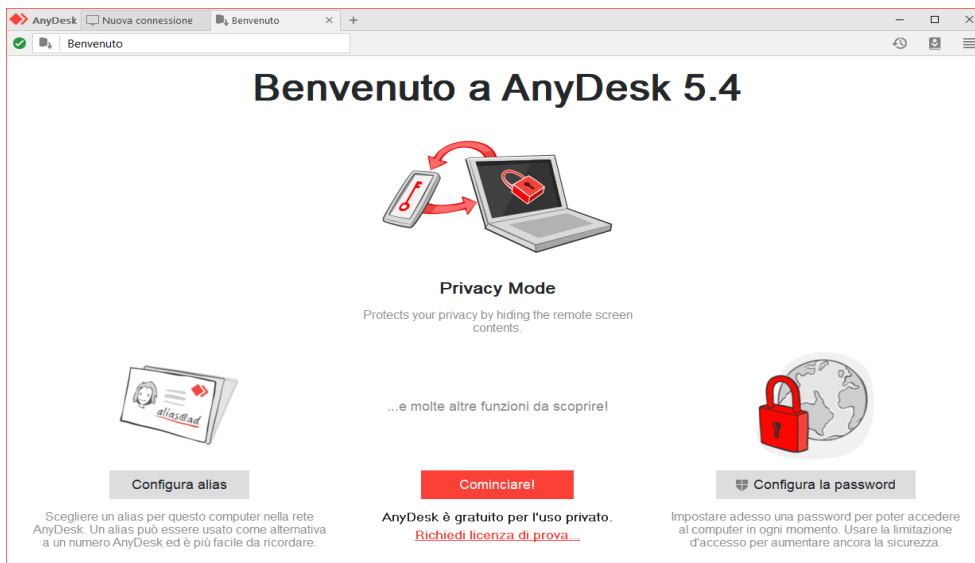 AnyDesk Nuova connessione Benvenuto
Benvenuto
Benvenuto a AnyDesk 5.4
Privacy Mode
Protects your privacy by hiding the remote screen
contents.
alias@ad
...e molte altre funzioni da scoprire!
Configura alias
Cominciare!
Configura la password
Scegliere un alias per questo computer nella rete
AnyDesk. Un alias può essere usato come alternativa
a un numero AnyDesk ed è più facile da ricordare.
AnyDesk è gratuito per l'uso privato.
Richiedi licenza di prova...
Impostare adesso una password per poter accedere
al computer in ogni momento. Usare la limitazione
d'accesso per aumentare ancora la sicurezza.